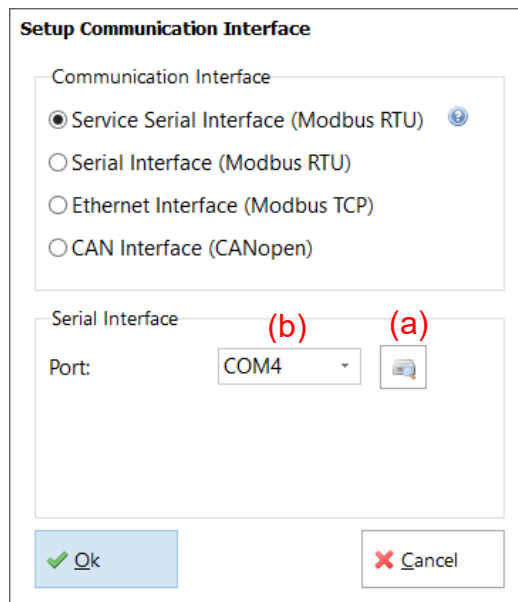 Setup Communication Interface
Communication Interface
Service Serial Interface (Modbus RTU)
Serial Interface (Modbus RTU)
Ethernet Interface (Modbus TCP)
CAN Interface (CANopen)
Serial Interface
(b) (a)
Port: COM4
Ok Cancel